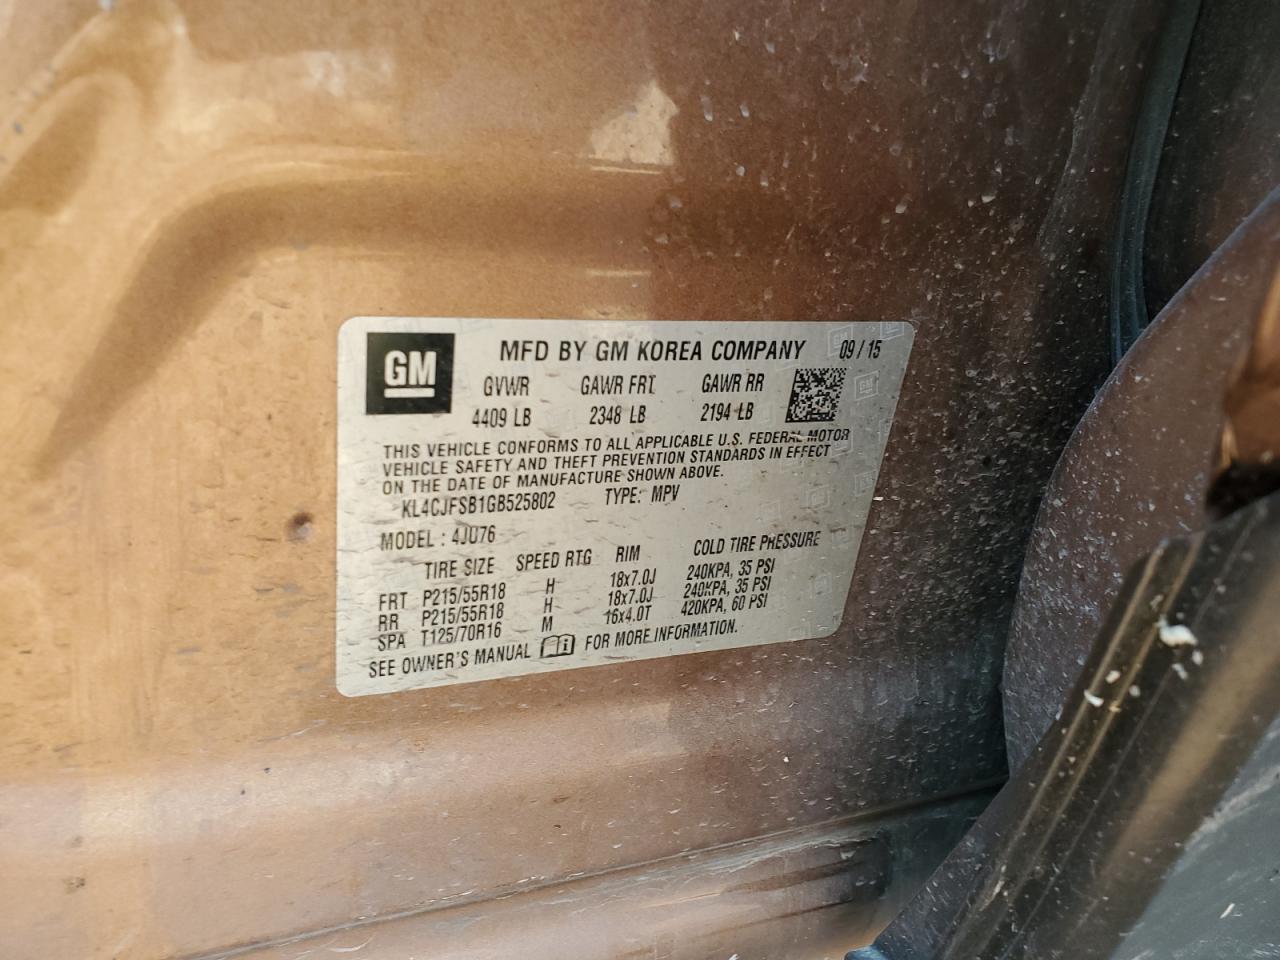 GM
MFD BY GM KOREA COMPANY 09 / 15
GVWR GAWR FRT GAWR RR
4409 LB 2348 LB 2194 LB
THIS VEHICLE CONFORMS TO ALL APPLICABLE U.S. FEDERAL MOTOR
VEHICLE SAFETY AND THEFT PREVENTION STANDARDS IN EFFECT
ON THE DATE OF MANUFACTURE SHOWN ABOVE.
KL4CJFSB1GB525802 TYPE: MPV
MODEL : 4JU76
TIRE SIZE SPEED RTG RIM COLD TIRE PRESSURE
FRT P215/55R18 H 18x7.0J 240KPA, 35 PSI
RR P215/55R18 H 18x7.0J 240KPA, 35 PSI
SPA T125/70R16 M 16x4.0T 420KPA, 60 PSI
SEE OWNER'S MANUAL FOR MORE INFORMATION.